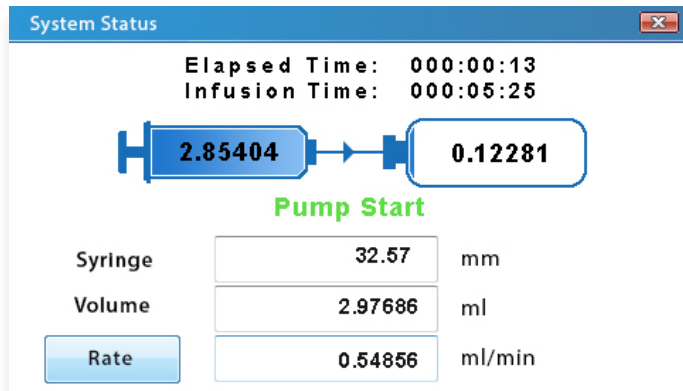 System Status
Elapsed Time: 000:00:13
Infusion Time: 000:05:25
2.85404 0.12281
Pump Start
Syringe 32.57 mm
Volume 2.97686 ml
Rate 0.54856 ml/min